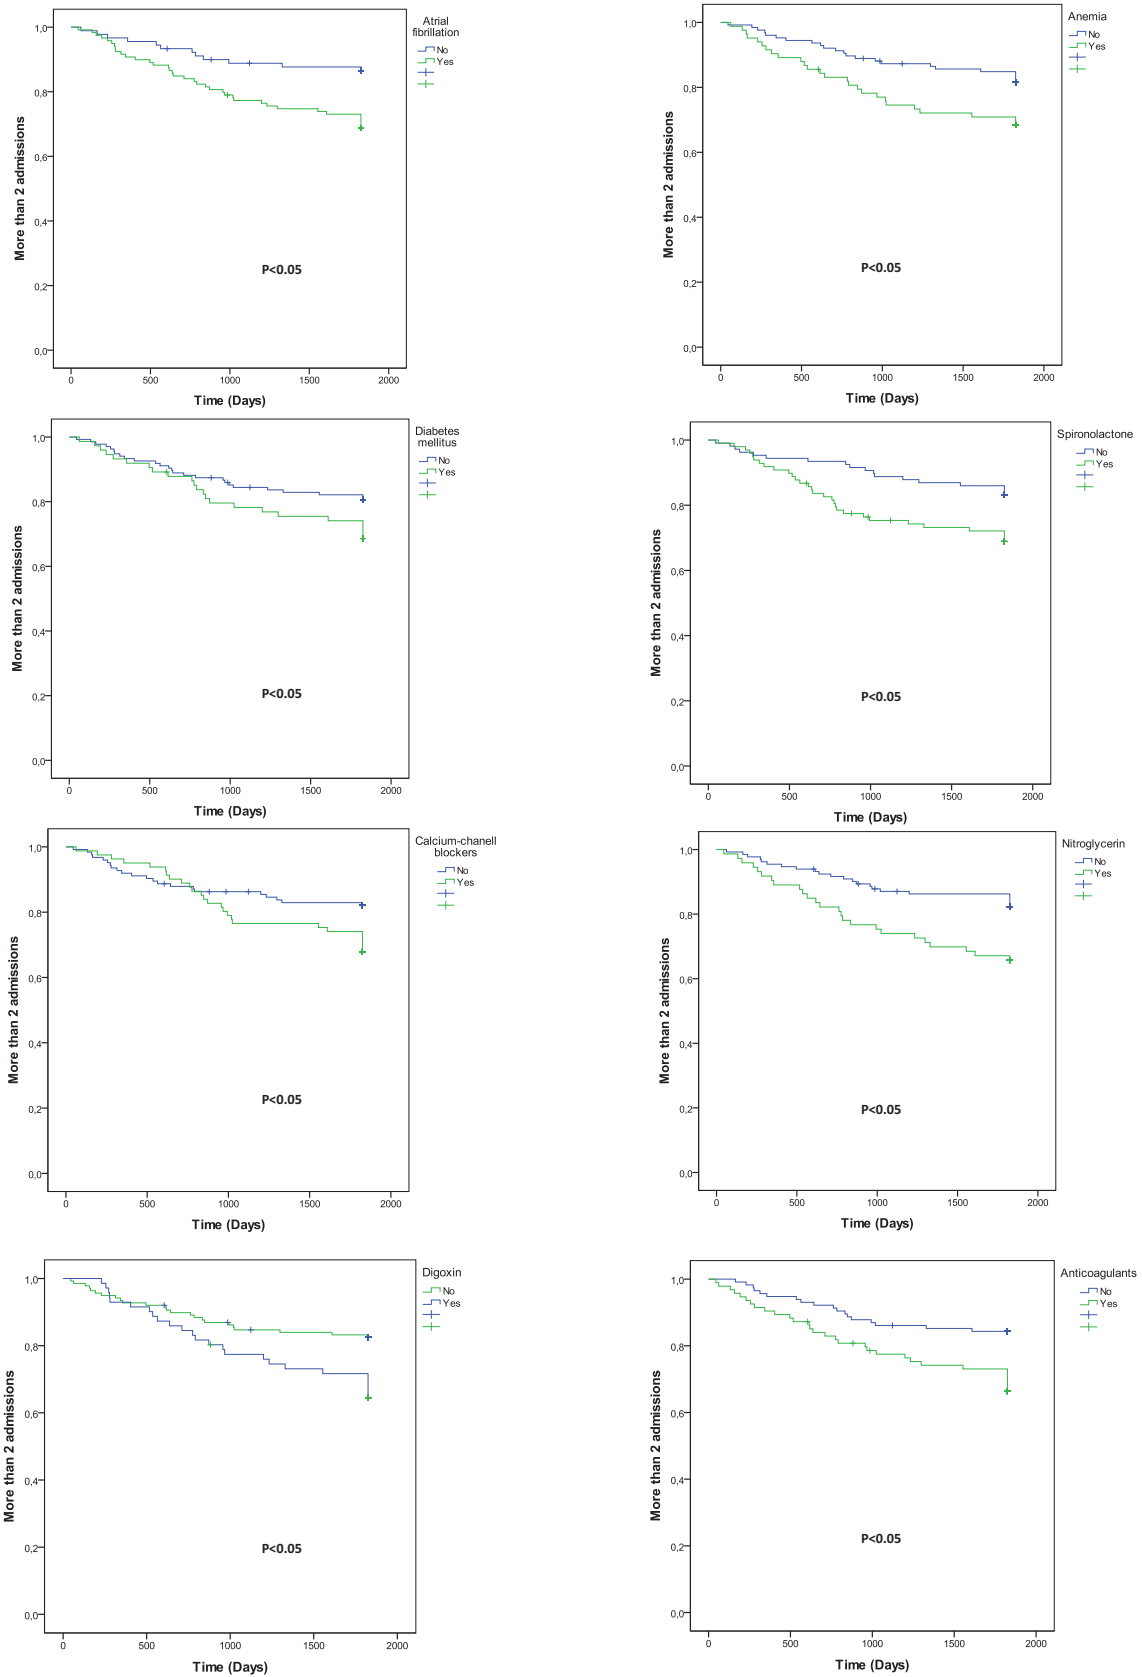 Atrial
fibrillation
No
Yes
1,0
0,8
0,6
0,4
0,2
0,0
More than 2 admissions
P<0.05
0 500 1000 1500 2000
Time (Days)
Anemia
No
Yes
1,0
0,8
0,6
0,4
0,2
0,0
More than 2 admissions
P<0.05
0 500 1000 1500 2000
Time (Days)
Diabetes
mellitus
No
Yes
1,0
0,8
0,6
0,4
0,2
0,0
More than 2 admissions
P<0.05
0 500 1000 1500 2000
Time (Days)
Spironolactone
No
Yes
1,0
0,8
0,6
0,4
0,2
0,0
More than 2 admissions
P<0.05
0 500 1000 1500 2000
Time (Days)
Calcium-chanell
blockers
No
Yes
1,0
0,8
0,6
0,4
0,2
0,0
More than 2 admissions
P<0.05
0 500 1000 1500 2000
Time (Days)
Nitroglycerin
No
Yes
1,0
0,8
0,6
0,4
0,2
0,0
More than 2 admissions
P<0.05
0 500 1000 1500 2000
Time (Days)
Digoxin
No
Yes
1,0
0,8
0,6
0,4
0,2
0,0
More than 2 admissions
P<0.05
0 500 1000 1500 2000
Time (Days)
Anticoagulants
No
Yes
1,0
0,8
0,6
0,4
0,2
0,0
More than 2 admissions
P<0.05
0 500 1000 1500 2000
Time (Days)